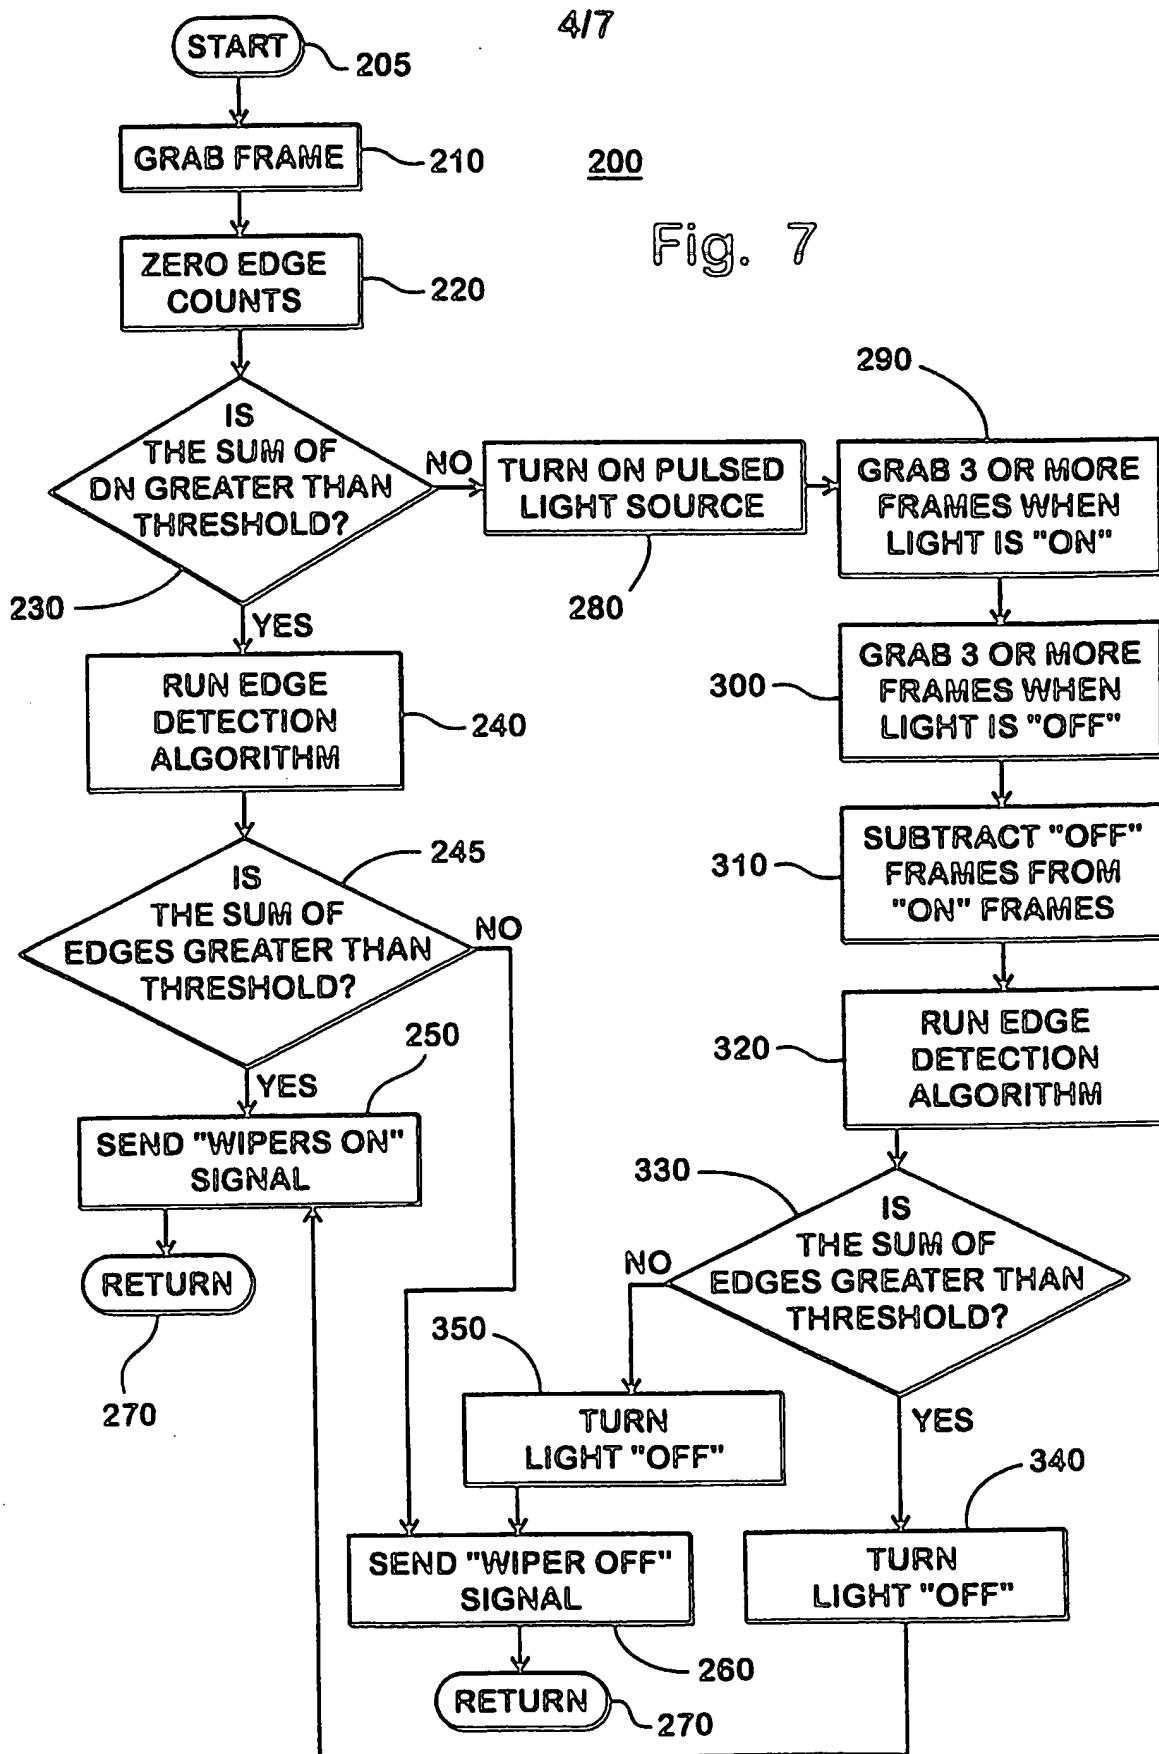 4/7
START
205
GRAB FRAME
210
200
Fig. 7
ZERO EDGE
COUNTS
220
IS
THE SUM OF
DN GREATER THAN
THRESHOLD?
230
NO
YES
TURN ON PULSED
LIGHT SOURCE
280
290
GRAB 3 OR MORE
FRAMES WHEN
LIGHT IS "ON"
300
GRAB 3 OR MORE
FRAMES WHEN
LIGHT IS "OFF"
310
SUBTRACT "OFF"
FRAMES FROM
"ON" FRAMES
320
RUN EDGE
DETECTION
ALGORITHM
RUN EDGE
DETECTION
ALGORITHM
240
245
IS
THE SUM OF
EDGES GREATER THAN
THRESHOLD?
NO
YES
250
SEND "WIPERS ON"
SIGNAL
RETURN
270
330
IS
THE SUM OF
EDGES GREATER THAN
THRESHOLD?
NO
YES
350
TURN
LIGHT "OFF"
340
TURN
LIGHT "OFF"
SEND "WIPER OFF"
SIGNAL
260
RETURN
270